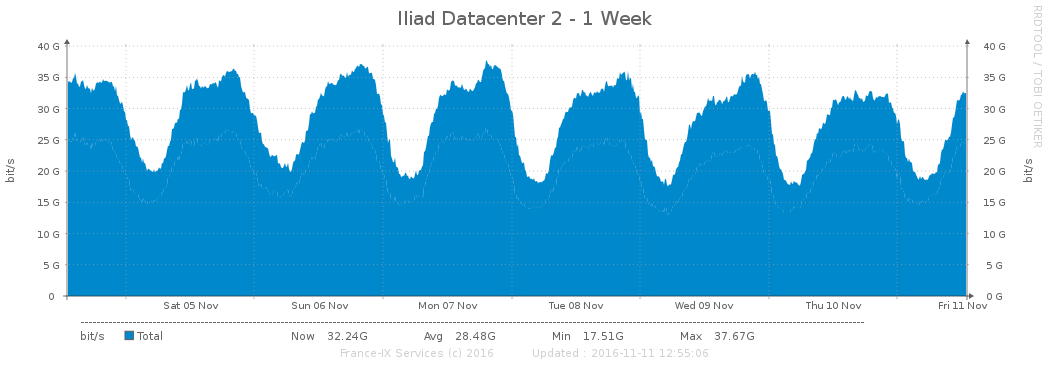 Iliad Datacenter 2 - 1 Week
RRDTOOL / TOBI OETIKER
40 G 40 G
35 G 35 G
30 G 30 G
25 G 25 G
20 G 20 G
15 G 15 G
10 G 10 G
5 G 5 G
0 0 G
bit/s
bit/s
Sat 05 Nov Sun 06 Nov Mon 07 Nov Tue 08 Nov Wed 09 Nov Thu 10 Nov Fri 11 Nov
bit/s Total Now 32.24G Avg 28.48G Min 17.51G Max 37.67G
France-IX Services (c) 2016 Updated : 2016-11-11 12:55:06